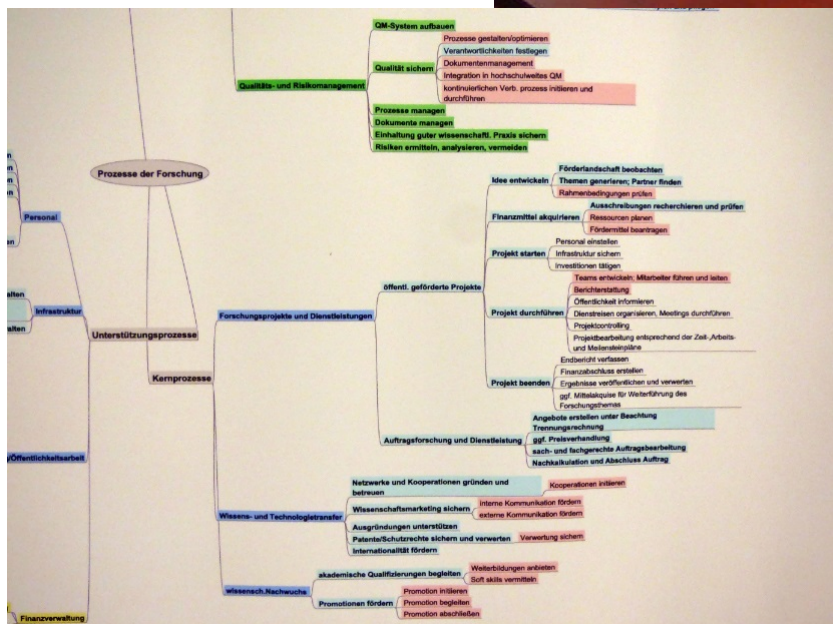 QM-System aufbauen
Prozesse gestalten/optimieren
Verantwortlichkeiten festlegen
Qualität sichern
Dokumentenmanagement
Integration in hochschulweites QM
kontinuierlichen Verb. prozess initiieren und
durchführen
Qualitäts- und Risikomanagement
Prozesse managen
Dokumente managen
Einhaltung guter wissenschaftl. Praxis sichern
Risiken ermitteln, analysieren, vermeiden
Prozesse der Forschung
Personal
Infrastruktur
Unterstützungsprozesse
Kernprozesse
/Öffentlichkeitsarbeit
Finanzverwaltung
Forschungsprojekte und Dienstleistungen
öffentl. geförderte Projekte
Idee entwickeln
Förderlandschaft beobachten
Themen generieren; Partner finden
Rahmenbedingungen prüfen
Finanzmittel akquirieren
Ausschreibungen recherchieren und prüfen
Ressourcen planen
Fördermittel beantragen
Projekt starten
Personal einstellen
Infrastruktur sichern
Investitionen tätigen
Projekt durchführen
Teams entwickeln; Mitarbeiter führen und leiten
Berichterstattung
Öffentlichkeit informieren
Dienstreisen organisieren, Meetings durchführen
Projektcontrolling
Projektbearbeitung entsprechend der Zeit-,Arbeits-
und Meilensteinpläne
Projekt beenden
Endbericht verfassen
Finanzabschluss erstellen
Ergebnisse veröffentlichen und verwerten
ggf. Mittelakquise für Weiterführung des
Forschungsthemas
Auftragsforschung und Dienstleistung
Angebote erstellen unter Beachtung
Trennungsrechnung
ggf. Preisverhandlung
sach- und fachgerechte Auftragsbearbeitung
Nachkalkulation und Abschluss Auftrag
Wissens- und Technologietransfer
Netzwerke und Kooperationen gründen und
betreuen
Kooperationen initiieren
Wissenschaftsmarketing sichern
interne Kommunikation fördern
externe Kommunikation fördern
Ausgründungen unterstützen
Patente/Schutzrechte sichern und verwerten
Verwertung sichern
Internationalität fördern
wissensch.Nachwuchs
akademische Qualifizierungen begleiten
Weiterbildungen anbieten
Soft skills vermitteln
Promotionen fördern
Promotion initiieren
Promotion begleiten
Promotion abschließen